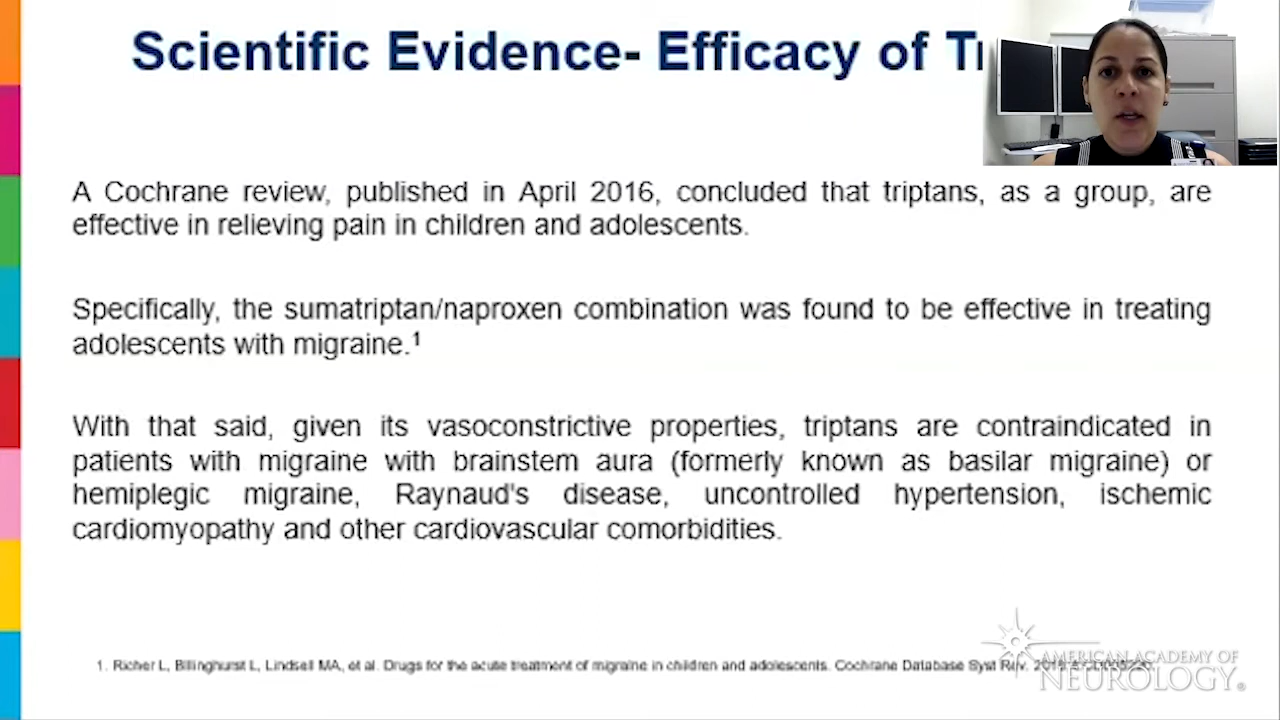 Scientific Evidence- Efficacy of
A Cochrane review, published in April 2016, concluded that triptans, as a group, are
effective in relieving pain in children and adolescents.
Specifically, the sumatriptan/naproxen combination was found to be effective in treating
adolescents with migraine.1
With that said, given its vasoconstrictive properties, triptans are contraindicated in
patients with migraine with brainstem aura (formerly known as basilar migraine) or
hemiplegic migraine, Raynaud's disease, uncontrolled hypertension, ischemic
cardiomyopathy and other cardiovascular comorbidities.
1. Richer L, Billinghurst L, Lindsell MA, et al. Drugs for the acute treatment of migraine in children and adolescents. Cochrane Database Syst Rev.
AMERICAN ACADEMY OF
NEUROLOGY®